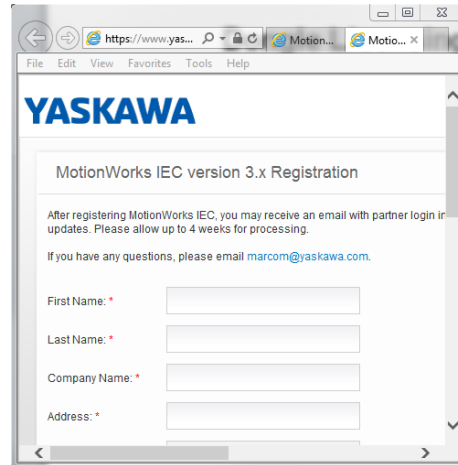 https://www.yas... Motion... Motio...
File Edit View Favorites Tools Help
YASKAWA
MotionWorks IEC version 3.x Registration
After registering MotionWorks IEC, you may receive an email with partner login in
updates. Please allow up to 4 weeks for processing.
If you have any questions, please email marcom@yaskawa.com.
First Name: *
Last Name: *
Company Name: *
Address: *